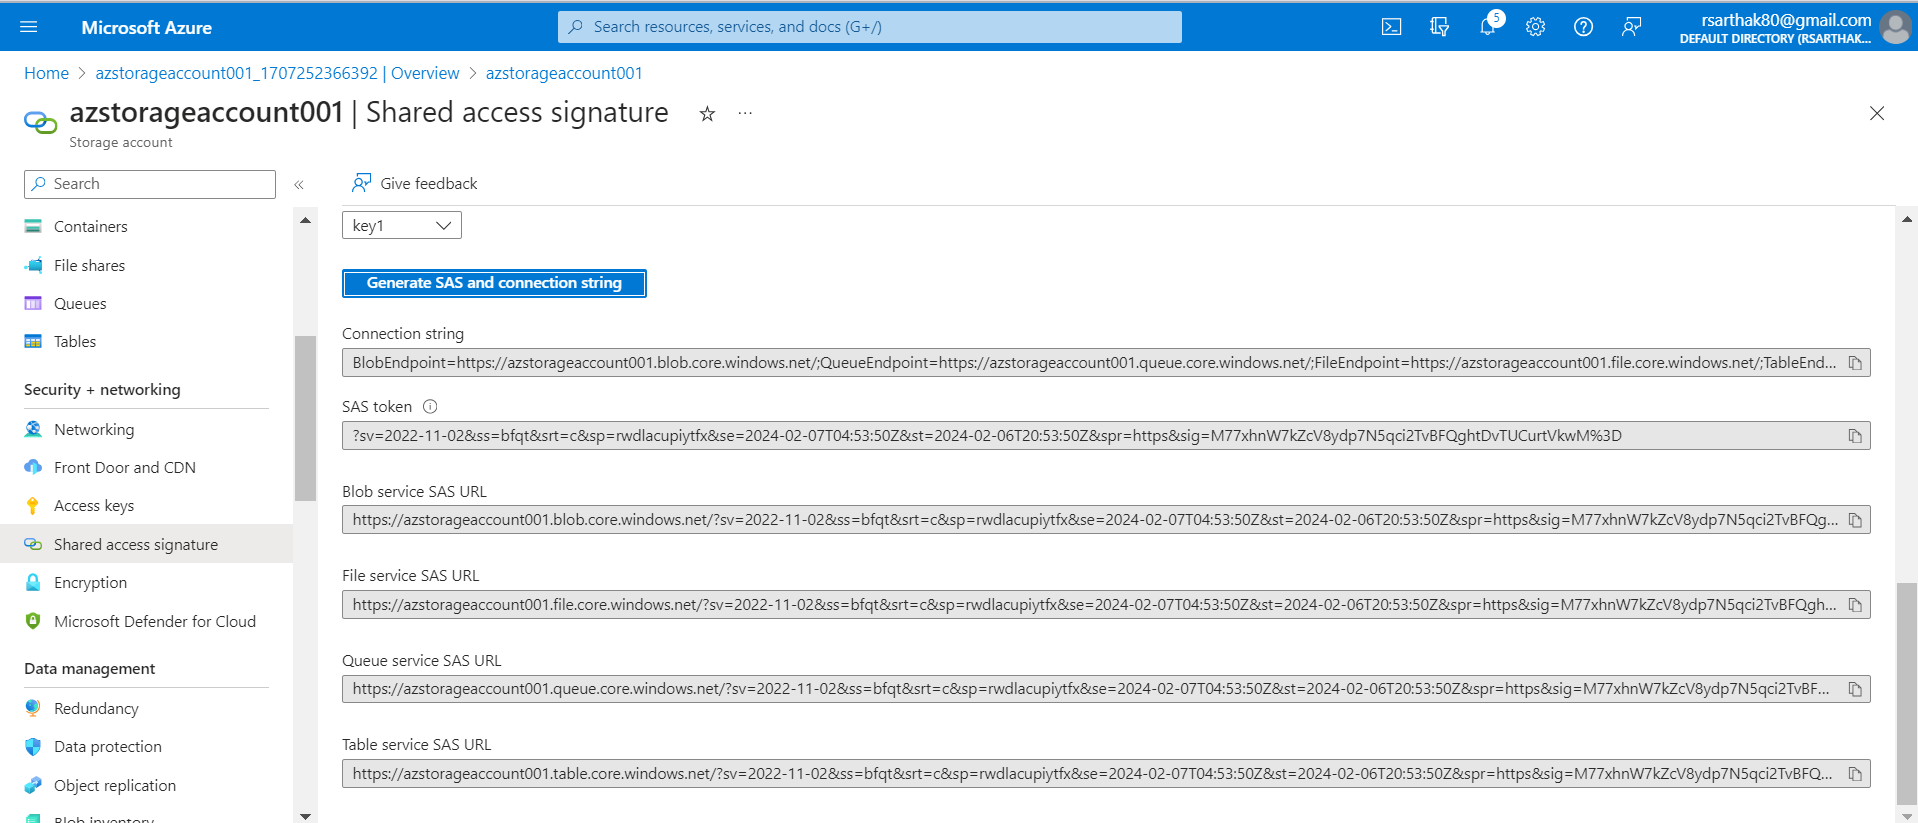 Microsoft Azure
Search resources, services, and docs (G+/)
5
rsarthak80@gmail.com
DEFAULT DIRECTORY (RSARTHAK...
Home > azstorageaccount001_1707252366392 | Overview > azstorageaccount001
azstorageaccount001 | Shared access signature ☆ ...
Storage account
Search
«
Give feedback
Containers
File shares
Queues
Tables
Security + networking
Networking
Front Door and CDN
Access keys
Shared access signature
Encryption
Microsoft Defender for Cloud
Data management
Redundancy
Data protection
Object replication
Blob inventory
key1
Generate SAS and connection string
Connection string
BlobEndpoint=https://azstorageaccount001.blob.core.windows.net/;QueueEndpoint=https://azstorageaccount001.queue.core.windows.net/;FileEndpoint=https://azstorageaccount001.file.core.windows.net/;TableEnd...
SAS token
?sv=2022-11-02&ss=bfqt&srt=c&sp=rwdlacupiytfx&se=2024-02-07T04:53:50Z&st=2024-02-06T20:53:50Z&spr=https&sig=M77xhnW7kZcV8ydp7N5qci2TvBFQghtDvTUCurtVkwM%3D
Blob service SAS URL
https://azstorageaccount001.blob.core.windows.net/?sv=2022-11-02&ss=bfqt&srt=c&sp=rwdlacupiytfx&se=2024-02-07T04:53:50Z&st=2024-02-06T20:53:50Z&spr=https&sig=M77xhnW7kZcV8ydp7N5qci2TvBFQg...
File service SAS URL
https://azstorageaccount001.file.core.windows.net/?sv=2022-11-02&ss=bfqt&srt=c&sp=rwdlacupiytfx&se=2024-02-07T04:53:50Z&st=2024-02-06T20:53:50Z&spr=https&sig=M77xhnW7kZcV8ydp7N5qci2TvBFQgh...
Queue service SAS URL
https://azstorageaccount001.queue.core.windows.net/?sv=2022-11-02&ss=bfqt&srt=c&sp=rwdlacupiytfx&se=2024-02-07T04:53:50Z&st=2024-02-06T20:53:50Z&spr=https&sig=M77xhnW7kZcV8ydp7N5qci2TvBF...
Table service SAS URL
https://azstorageaccount001.table.core.windows.net/?sv=2022-11-02&ss=bfqt&srt=c&sp=rwdlacupiytfx&se=2024-02-07T04:53:50Z&st=2024-02-06T20:53:50Z&spr=https&sig=M77xhnW7kZcV8ydp7N5qci2TvBFQ...